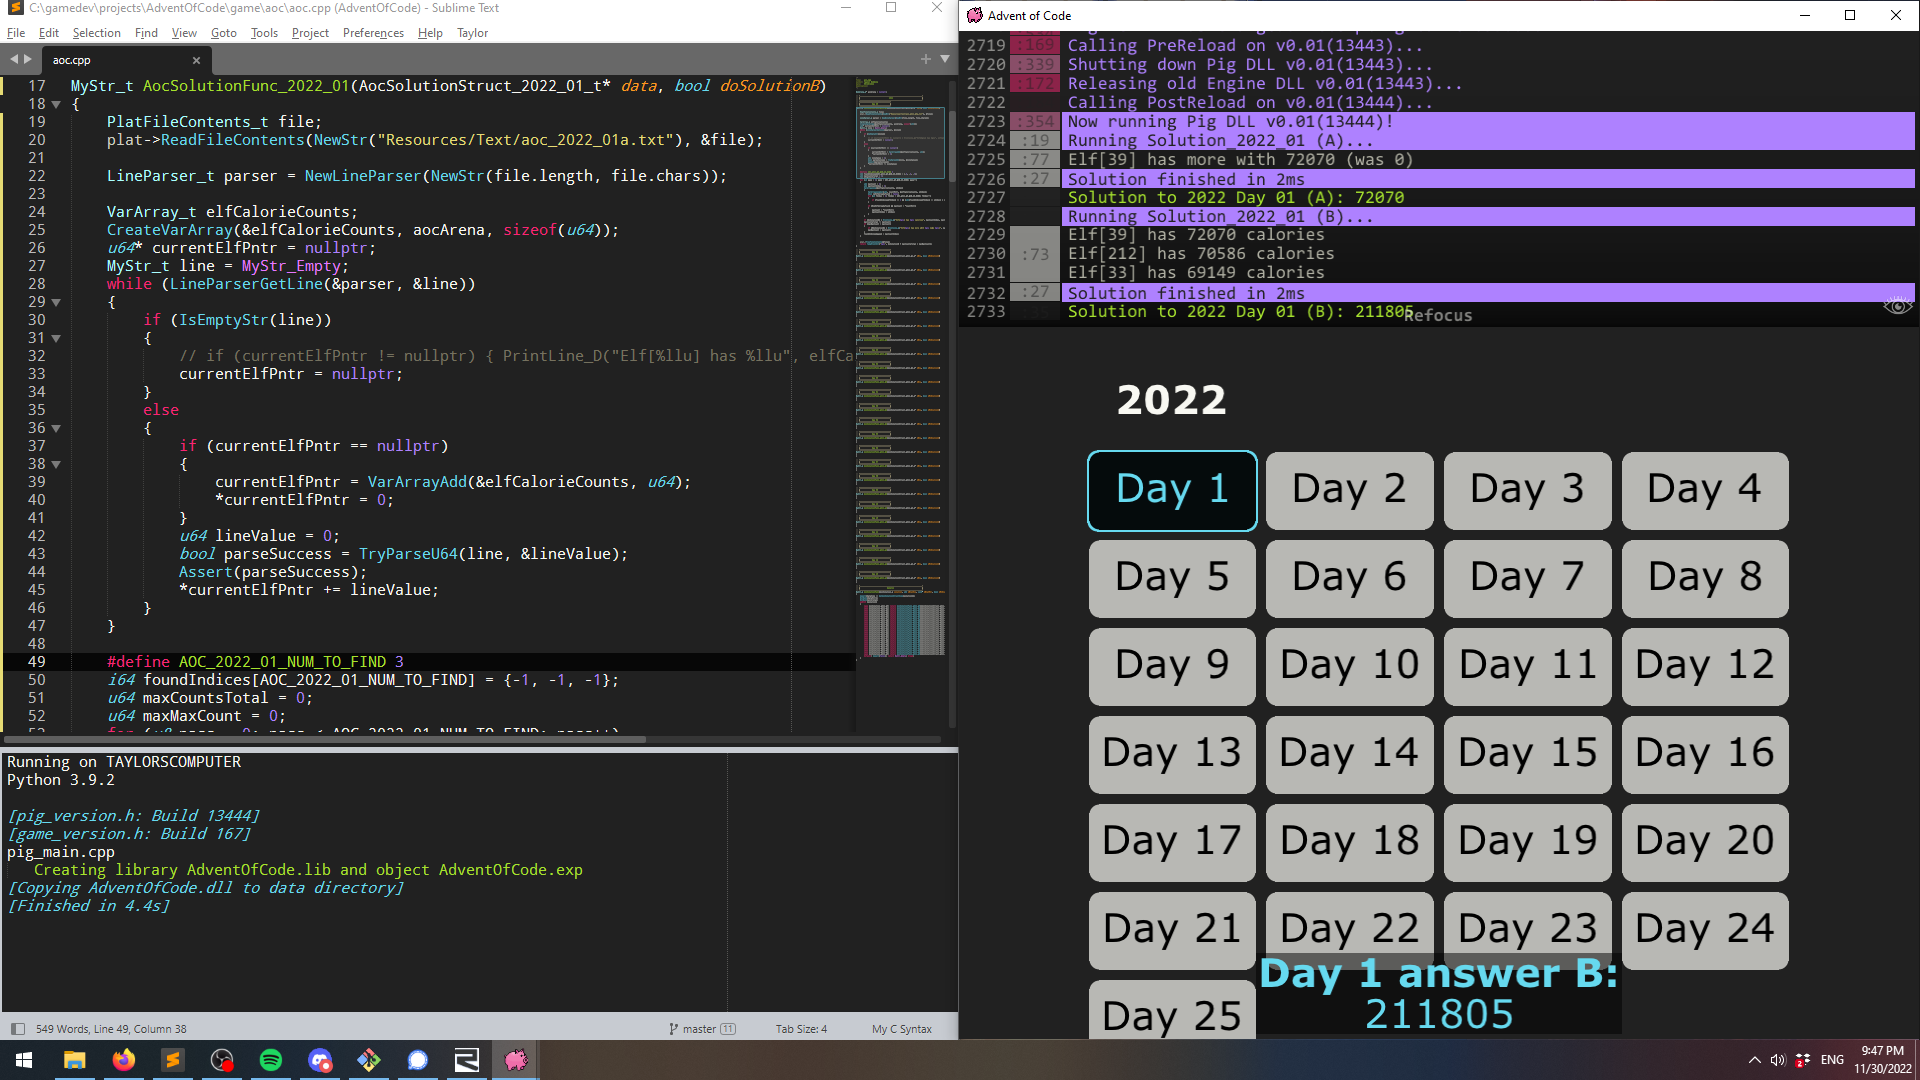 C:\gamedev\projects\AdventOfCode\game\aoc\aoc.cpp (AdventOfCode) - Sublime Text
File Edit Selection Find View Goto Tools Project Preferences Help Taylor
aoc.cpp
17 MyStr_t AocSolutionFunc_2022_01(AocSolutionStruct_2022_01_t* data, bool doSolutionB)
18 {
19 PlatFileContents_t file;
20 plat->ReadFileContents(NewStr("Resources/Text/aoc_2022_01a.txt"), &file);
21
22 LineParser_t parser = NewLineParser(NewStr(file.length, file.chars));
23
24 VarArray_t elfCalorieCounts;
25 CreateVarArray(&elfCalorieCounts, aocArena, sizeof(u64));
26 u64* currentElfPntr = nullptr;
27 MyStr_t line = MyStr_Empty;
28 while (LineParserGetLine(&parser, &line))
29 {
30 if (IsEmptyStr(line))
31 {
32 // if (currentElfPntr != nullptr) { PrintLine_D("Elf[%llu] has %llu", elfCa
33 currentElfPntr = nullptr;
34 }
35 else
36 {
37 if (currentElfPntr == nullptr)
38 {
39 currentElfPntr = VarArrayAdd(&elfCalorieCounts, u64);
40 *currentElfPntr = 0;
41 }
42 u64 lineValue = 0;
43 bool parseSuccess = TryParseU64(line, &lineValue);
44 Assert(parseSuccess);
45 *currentElfPntr += lineValue;
46 }
47 }
48
49 #define AOC_2022_01_NUM_TO_FIND 3
50 i64 foundIndices[AOC_2022_01_NUM_TO_FIND] = {-1, -1, -1};
51 u64 maxCountsTotal = 0;
52 u64 maxMaxCount = 0;
Running on TAYLORSCOMPUTER
Python 3.9.2
[pig_version.h: Build 13444]
[game_version.h: Build 167]
pig_main.cpp
Creating library AdventOfCode.lib and object AdventOfCode.exp
[Copying AdventOfCode.dll to data directory]
[Finished in 4.4s]
549 Words, Line 49, Column 38 master 11 Tab Size: 4 My C Syntax
Advent of Code
2719 :169 Calling PreReload on v0.01(13443)...
2720 :339 Shutting down Pig DLL v0.01(13443)...
2721 :172 Releasing old Engine DLL v0.01(13443)...
2722 Calling PostReload on v0.01(13444)...
2723 :354 Now running Pig DLL v0.01(13444)!
2724 :19 Running Solution_2022_01 (A)...
2725 :77 Elf[39] has more with 72070 (was 0)
2726 :27 Solution finished in 2ms
2727 Solution to 2022 Day 01 (A): 72070
2728 Running Solution_2022_01 (B)...
2729 Elf[39] has 72070 calories
2730 :73 Elf[212] has 70586 calories
2731 Elf[33] has 69149 calories
2732 :27 Solution finished in 2ms
2733 Solution to 2022 Day 01 (B): 211805
Refocus
2022
Day 1 Day 2 Day 3 Day 4
Day 5 Day 6 Day 7 Day 8
Day 9 Day 10 Day 11 Day 12
Day 13 Day 14 Day 15 Day 16
Day 17 Day 18 Day 19 Day 20
Day 21 Day 22 Day 23 Day 24
Day 25
Day 1 answer B:
211805
ENG
9:47 PM
11/30/2022